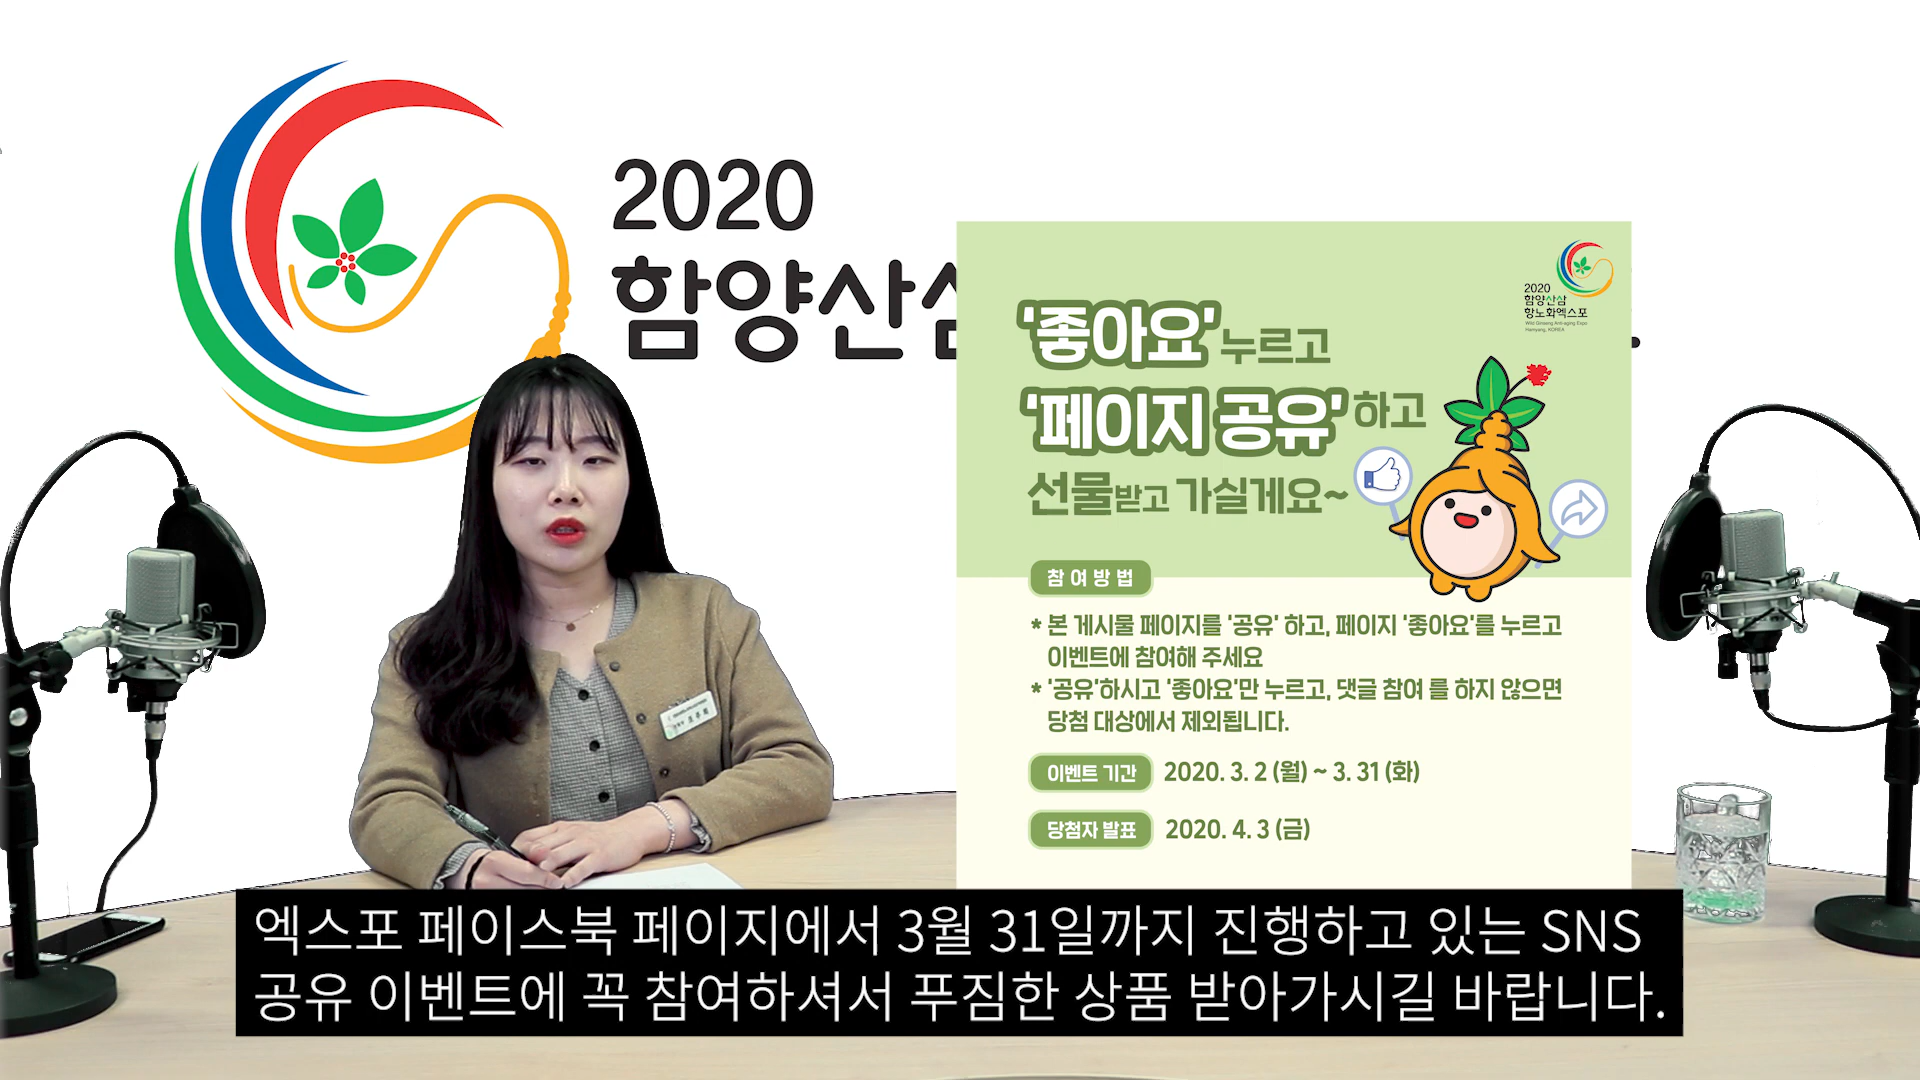 2020
함양산삼
2020
함양산삼
항노화엑스포
Wild Ginseng Anti-aging Expo
Hamyang, KOREA
'좋아요' 누르고
'페이지 공유' 하고
선물받고 가실게요~
참여방법
* 본 게시물 페이지를 '공유' 하고, 페이지 '좋아요'를 누르고
이벤트에 참여해 주세요
* '공유'하시고 '좋아요'만 누르고, 댓글 참여 를 하지 않으면
당첨 대상에서 제외됩니다.
이벤트 기간 2020. 3. 2 (월) ~ 3. 31 (화)
당첨자 발표 2020. 4. 3 (금)
엑스포 페이스북 페이지에서 3월 31일까지 진행하고 있는 SNS
공유 이벤트에 꼭 참여하셔서 푸짐한 상품 받아가시길 바랍니다.